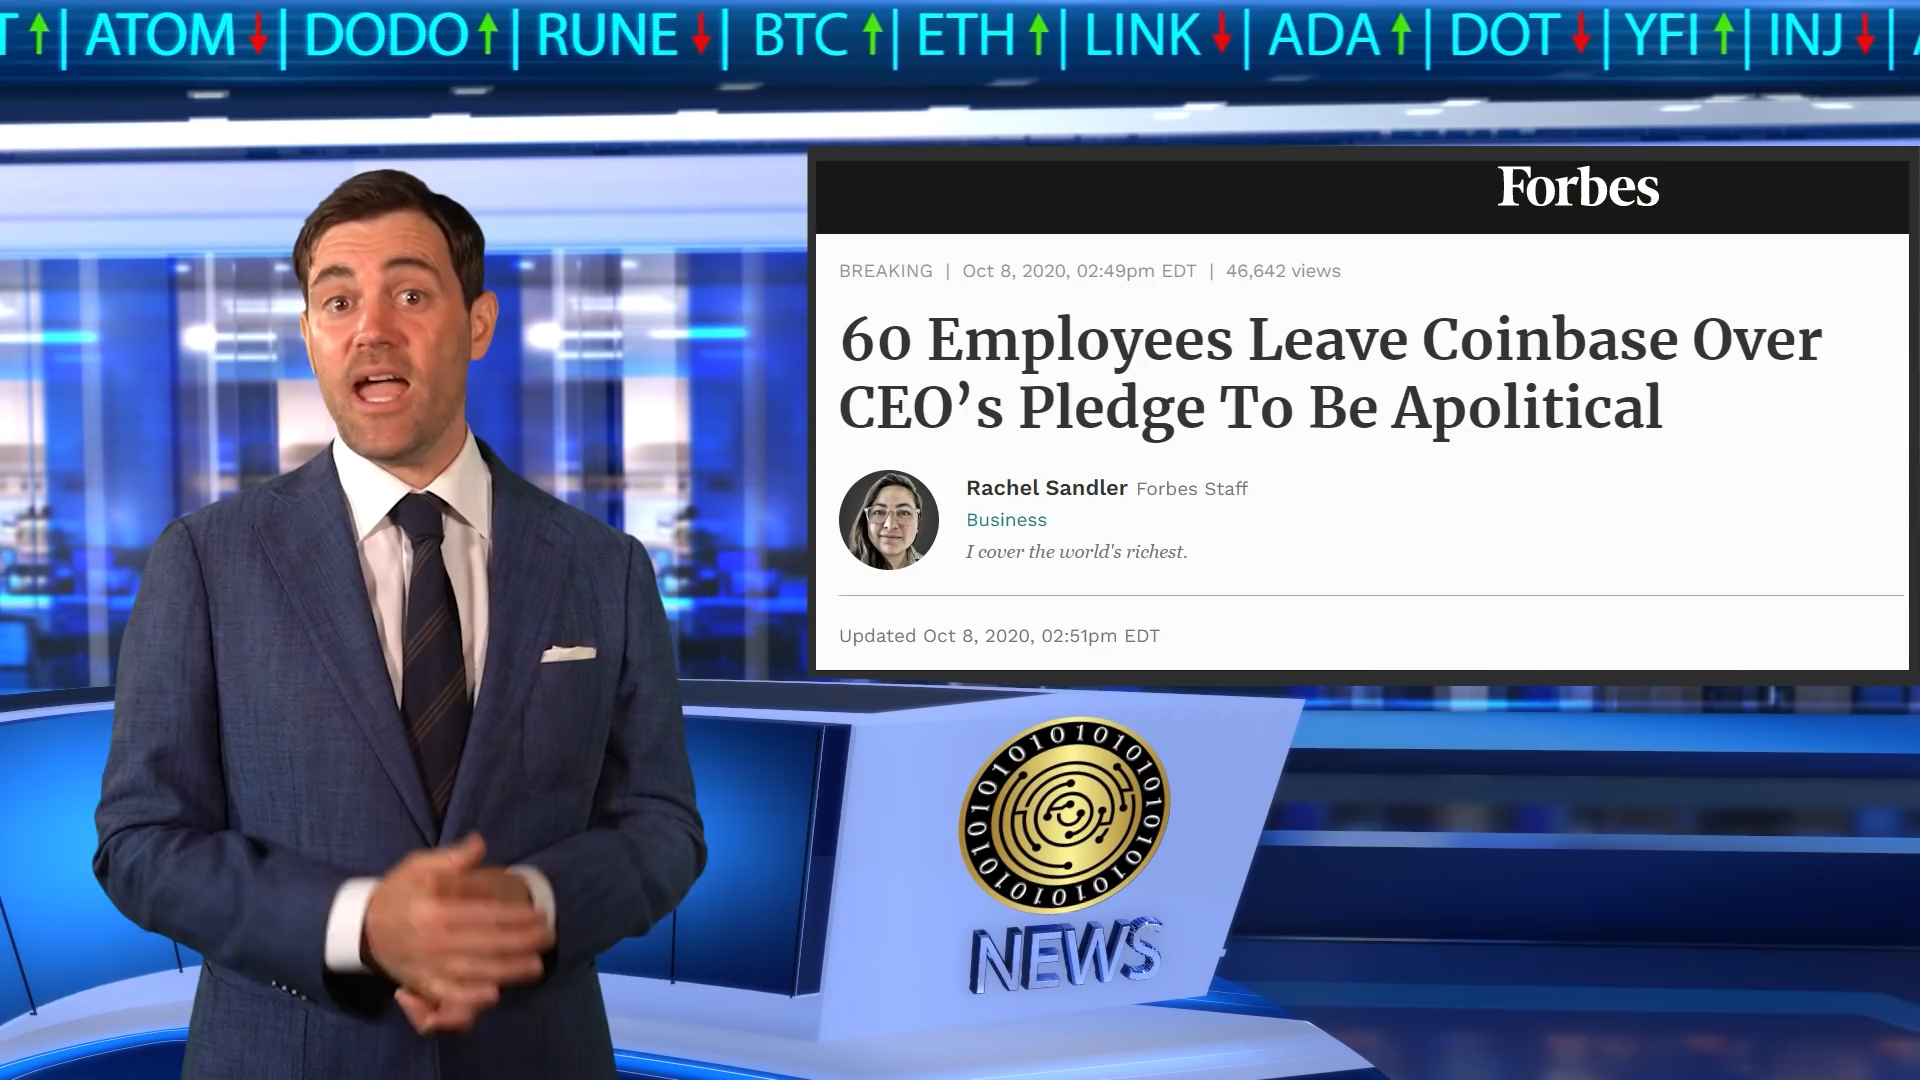 T | ATOM | DODO | RUNE | BTC | ETH | LINK | ADA | DOT | YFI | INJ |
Forbes
BREAKING | Oct 8, 2020, 02:49pm EDT | 46,642 views
60 Employees Leave Coinbase Over
CEO's Pledge To Be Apolitical
Rachel Sandler Forbes Staff
Business
I cover the world's richest.
Updated Oct 8, 2020, 02:51pm EDT
NEWS